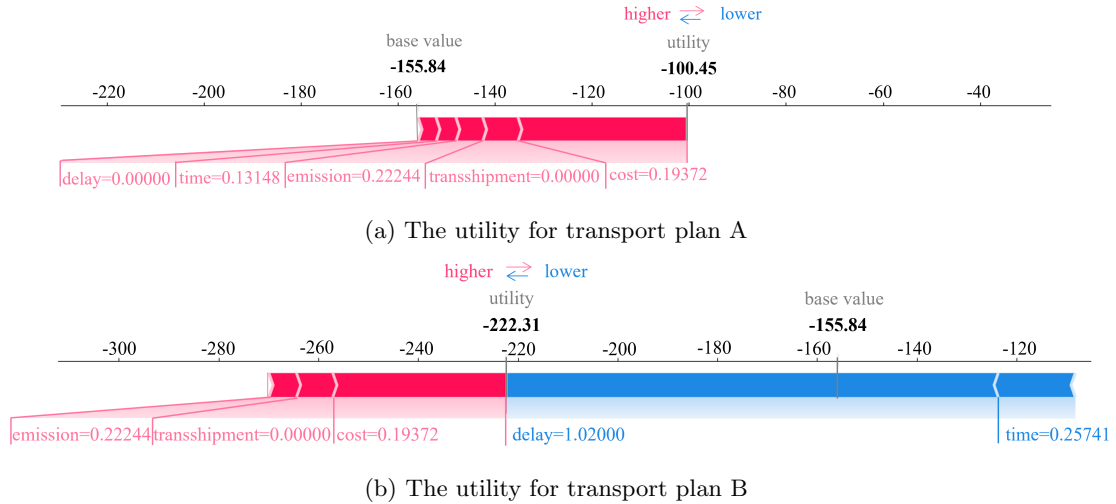 higher lower
base value utility
-155.84 -100.45
-220 -200 -180 -160 -140 -120 -100 -80 -60 -40
delay=0.00000 time=0.13148 emission=0.22244 transshipment=0.00000 cost=0.19372
(a) The utility for transport plan A
higher lower
utility base value
-222.31 -155.84
-300 -280 -260 -240 -220 -200 -180 -160 -140 -120
emission=0.22244 transshipment=0.00000 cost=0.19372 delay=1.02000 time=0.25741
(b) The utility for transport plan B